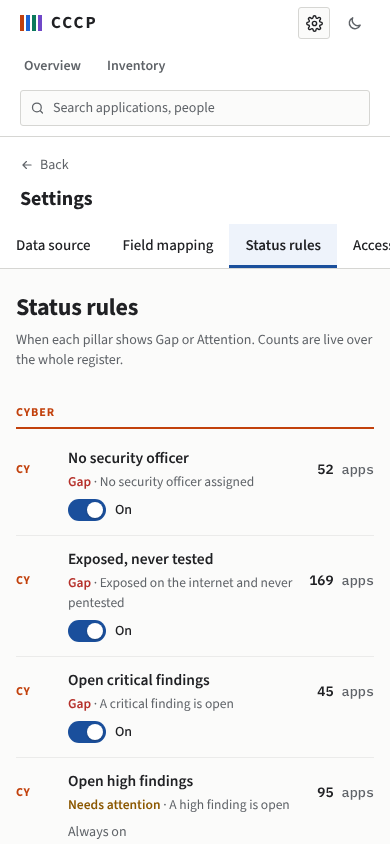 CCCP
Overview Inventory
Search applications, people
Back
Settings
Data source Field mapping Status rules Acces
Status rules
When each pillar shows Gap or Attention. Counts are live over
the whole register.
CYBER
No security officer
CY 52 apps
Gap · No security officer assigned
On
Exposed, never tested
CY 169 apps
Gap · Exposed on the internet and never
pentested
On
Open critical findings
CY 45 apps
Gap · A critical finding is open
On
Open high findings
CY 95 apps
Needs attention · A high finding is open
Always on